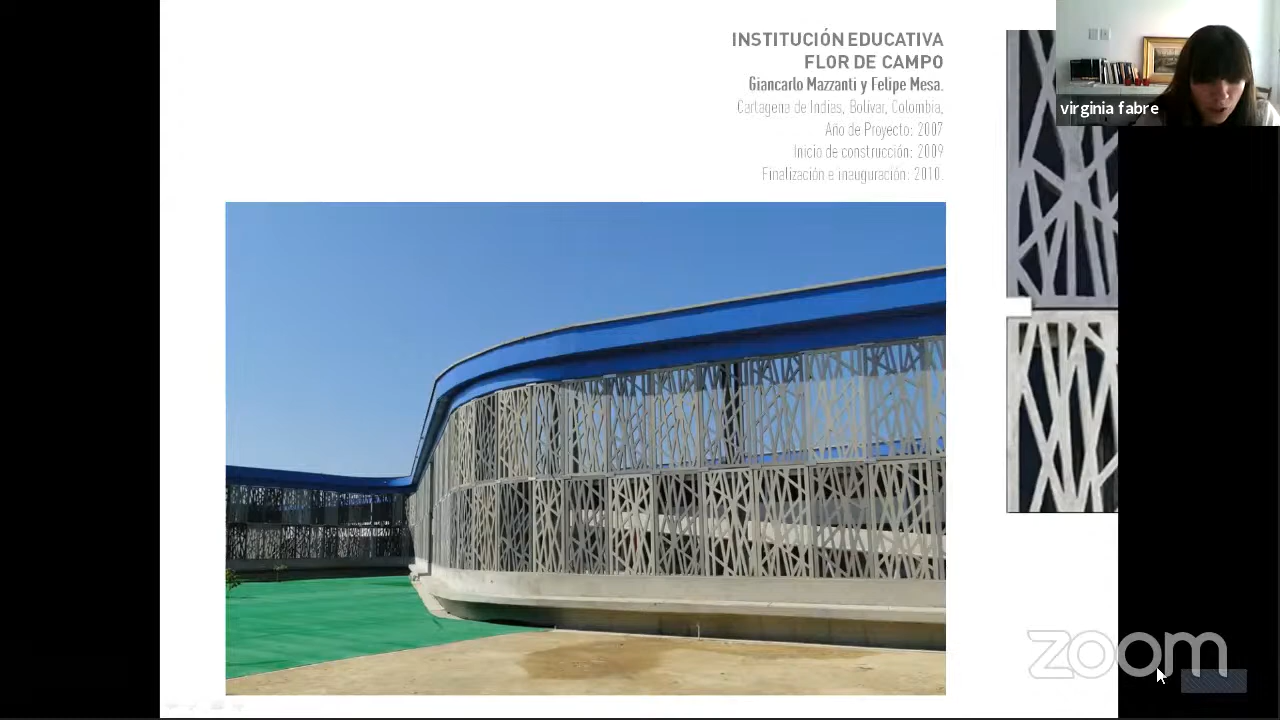 INSTITUCIÓN EDUCATIVA
FLOR DE CAMPO
Giancarlo Mazzanti y Felipe Mesa.
Cartagena de Indias, Bolívar, Colombia,
Año de Proyecto: 2007
Inicio de construcción: 2009
Finalización e inauguración: 2010.
virginia fabre
zoom